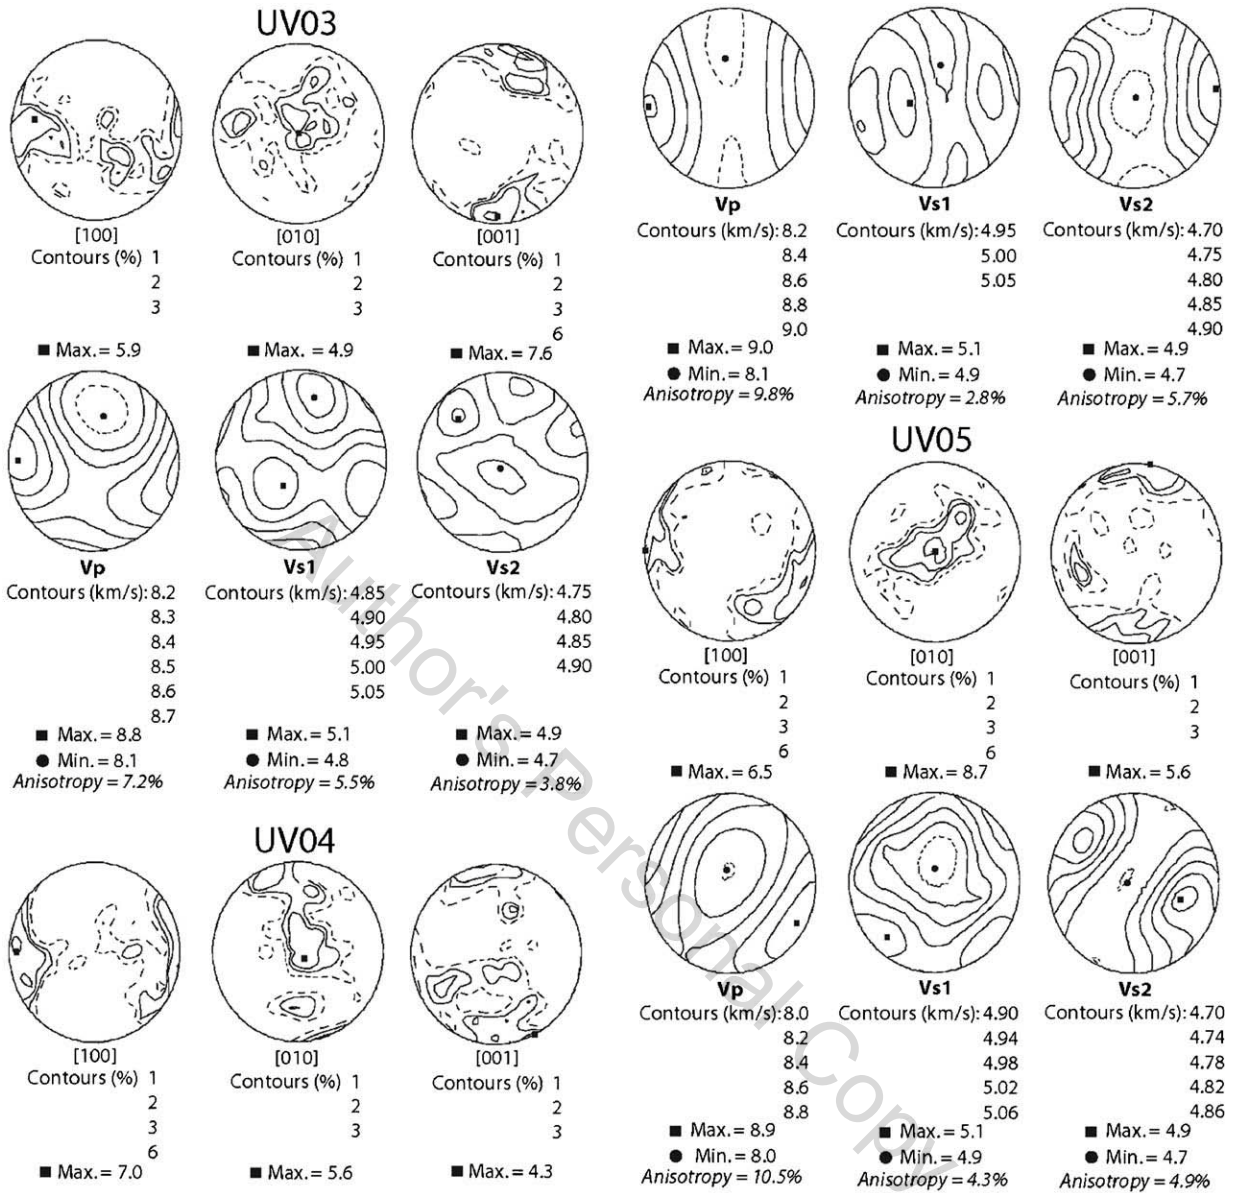 UV03
[100] [010] [001]
Contours (%) 1 Contours (%) 1 Contours (%) 1
2 2 2
3 3 3
6
Max. = 5.9 Max. = 4.9 Max. = 7.6
Vp Vs1 Vs2
Contours (km/s): 8.2 Contours (km/s): 4.85 Contours (km/s): 4.75
8.3 4.90 4.80
8.4 4.95 4.85
8.5 5.00 4.90
8.6 5.05
8.7
Max. = 8.8 Max. = 5.1 Max. = 4.9
Min. = 8.1 Min. = 4.8 Min. = 4.7
Anisotropy = 7.2% Anisotropy = 5.5% Anisotropy = 3.8%
UV04
[100] [010] [001]
Contours (%) 1 Contours (%) 1 Contours (%) 1
2 2 2
3 3 3
6
Max. = 7.0 Max. = 5.6 Max. = 4.3
Vp Vs1 Vs2
Contours (km/s): 8.2 Contours (km/s): 4.95 Contours (km/s): 4.70
8.4 5.00 4.75
8.6 5.05 4.80
8.8 4.85
9.0 4.90
Max. = 9.0 Max. = 5.1 Max. = 4.9
Min. = 8.1 Min. = 4.9 Min. = 4.7
Anisotropy = 9.8% Anisotropy = 2.8% Anisotropy = 5.7%
UV05
[100] [010] [001]
Contours (%) 1 Contours (%) 1 Contours (%) 1
2 2 2
3 3 3
6 6
Max. = 6.5 Max. = 8.7 Max. = 5.6
Vp Vs1 Vs2
Contours (km/s): 8.0 Contours (km/s): 4.90 Contours (km/s): 4.70
8.2 4.94 4.74
8.4 4.98 4.78
8.6 5.02 4.82
8.8 5.06 4.86
Max. = 8.9 Max. = 5.1 Max. = 4.9
Min. = 8.0 Min. = 4.9 Min. = 4.7
Anisotropy = 10.5% Anisotropy = 4.3% Anisotropy = 4.9%
Author's Personal Copy